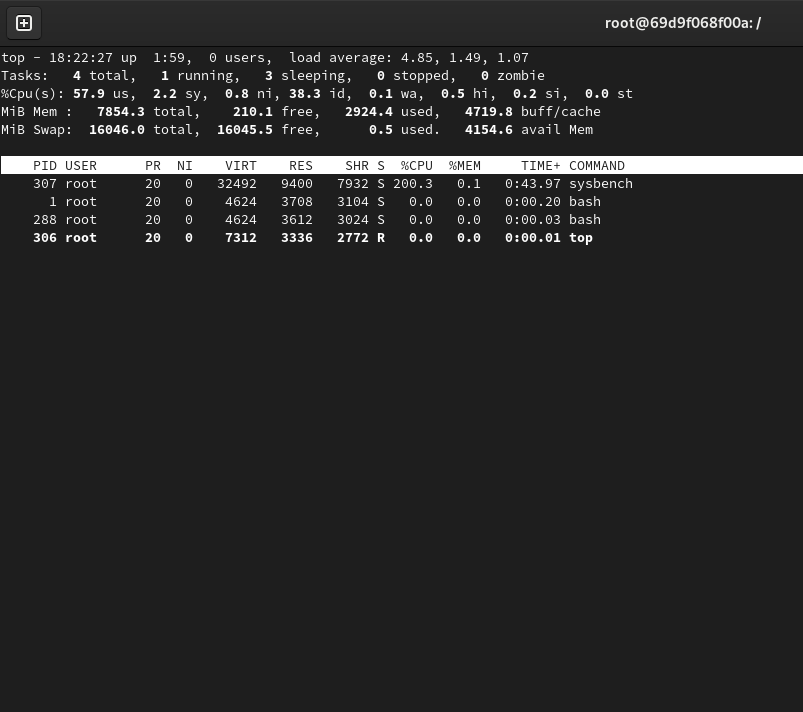 root@69d9f068f00a: /
top - 18:22:27 up  1:59,  0 users,  load average: 4.85, 1.49, 1.07
Tasks:   4 total,   1 running,   3 sleeping,   0 stopped,   0 zombie
%Cpu(s): 57.9 us,  2.2 sy,  0.8 ni, 38.3 id,  0.1 wa,  0.5 hi,  0.2 si,  0.0 st
MiB Mem :   7854.3 total,    210.1 free,   2924.4 used,   4719.8 buff/cache
MiB Swap:  16046.0 total,  16045.5 free,      0.5 used.   4154.6 avail Mem
PID USER      PR  NI    VIRT    RES    SHR S  %CPU  %MEM     TIME+ COMMAND
307 root      20   0   32492   9400   7932 S 200.3   0.1   0:43.97 sysbench
1 root      20   0    4624   3708   3104 S   0.0   0.0   0:00.20 bash
288 root      20   0    4624   3612   3024 S   0.0   0.0   0:00.03 bash
306 root      20   0    7312   3336   2772 R   0.0   0.0   0:00.01 top